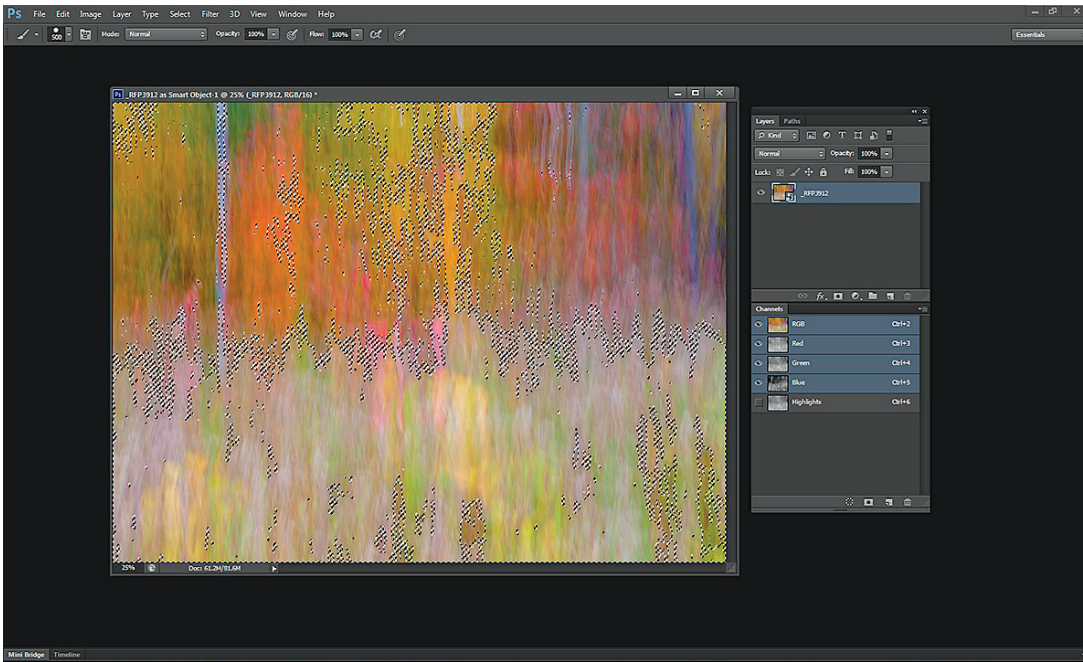 Ps File Edit Image Layer Type Select Filter 3D View Window Help
500 Mode: Normal Opacity: 100% Flow: 100% Essentials
Ps _RFP3912 as Smart Object-1 @ 25% (_RFP3912, RGB/16) *
Layers Paths
Kind T
Normal Opacity: 100%
Lock: Fill: 100%
_RFP3912
fx.
Channels
RGB Ctrl+2
Red Ctrl+3
Green Ctrl+4
Blue Ctrl+5
Highlights Ctrl+6
25% Doc: 61.2M/81.6M
Mini Bridge Timeline